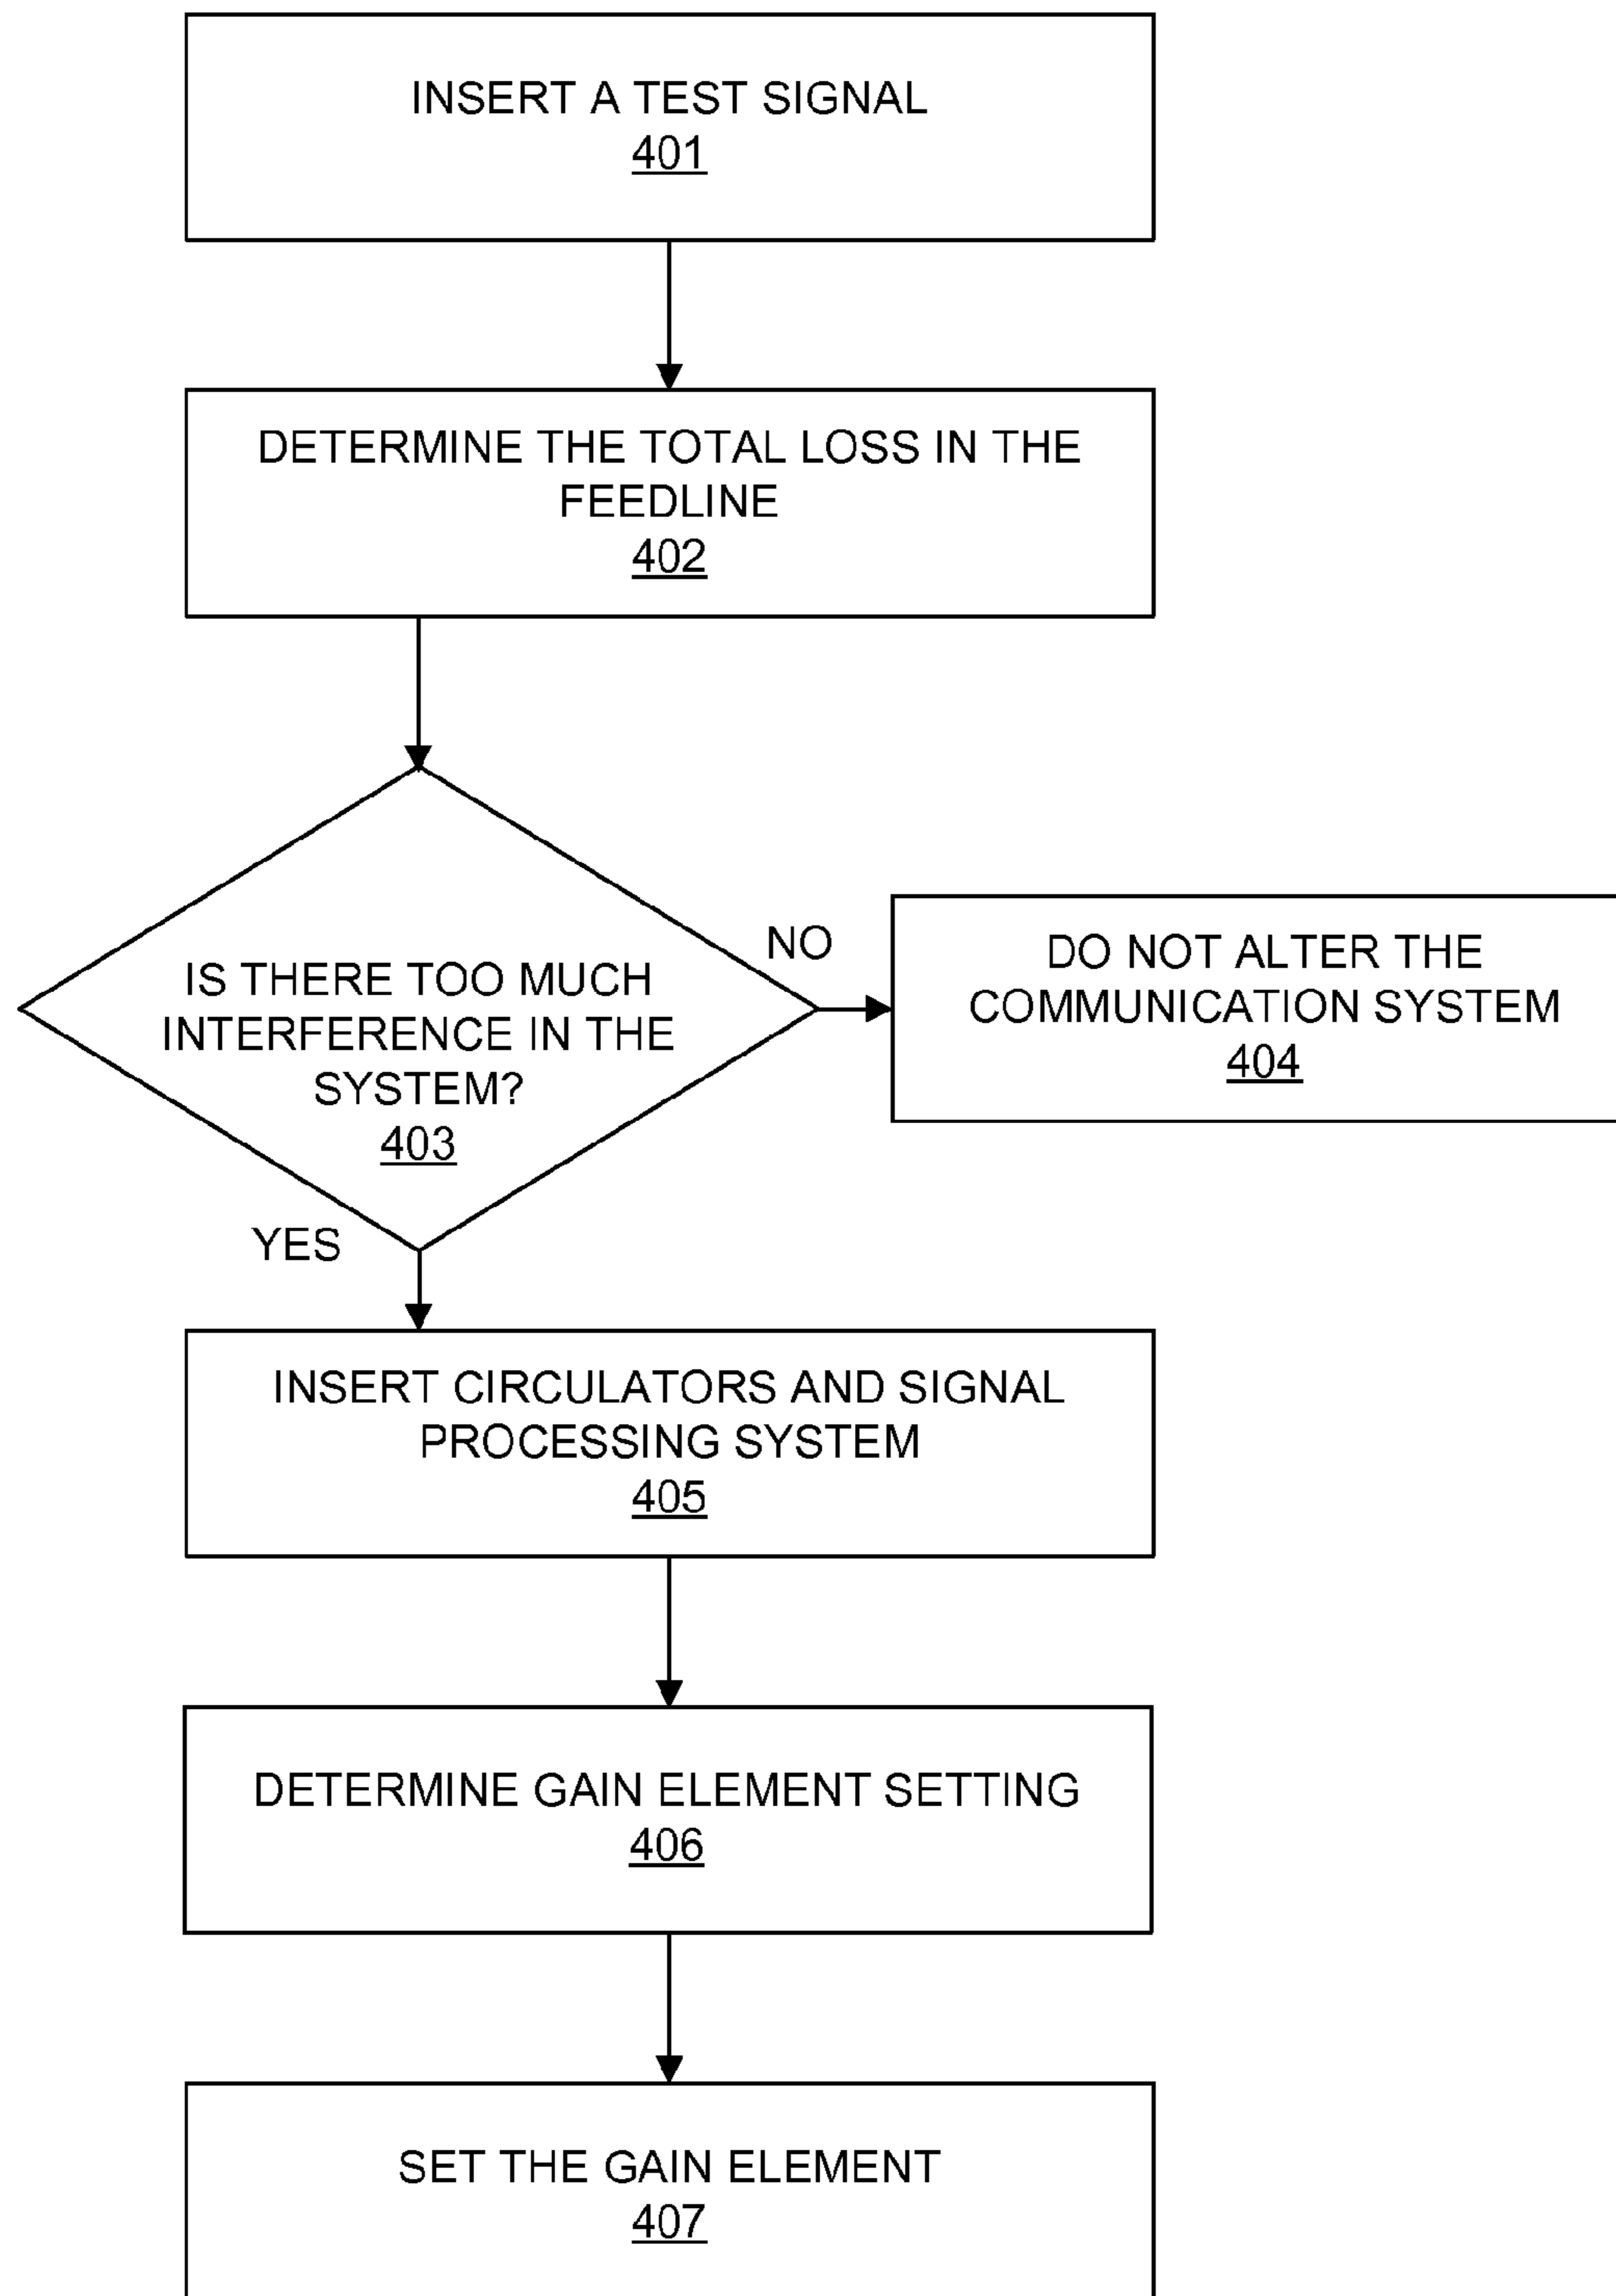 INSERT A TEST SIGNAL
401
DETERMINE THE TOTAL LOSS IN THE
FEEDLINE
402
IS THERE TOO MUCH
INTERFERENCE IN THE
SYSTEM?
403
NO
DO NOT ALTER THE
COMMUNICATION SYSTEM
404
YES
INSERT CIRCULATORS AND SIGNAL
PROCESSING SYSTEM
405
DETERMINE GAIN ELEMENT SETTING
406
SET THE GAIN ELEMENT
407